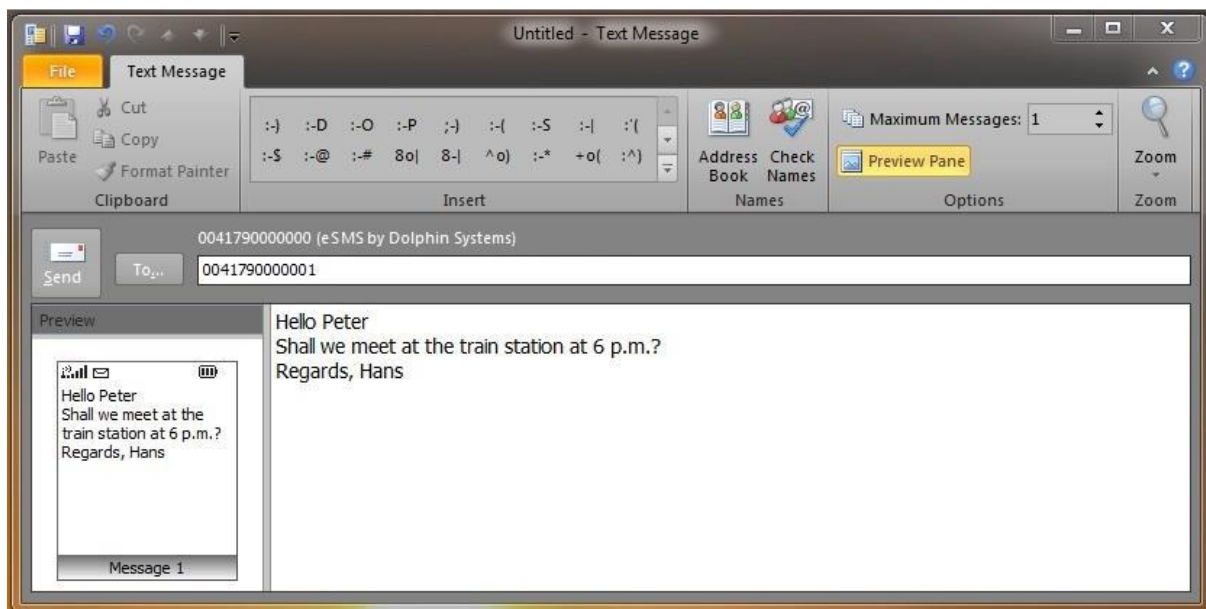 Untitled - Text Message
File
Text Message
Cut
Copy
Format Painter
Paste
Clipboard
:-) :-D :-O :-P ;-) :-( :-S :-| :'(
:-$ :-@ :-# 8o| 8-| ^o) :-* +o( :^)
Insert
Address Book
Check Names
Names
Maximum Messages: 1
Preview Pane
Options
Zoom
Zoom
Send
To...
0041790000000 (eSMS by Dolphin Systems)
0041790000001
Preview
Hello Peter
Shall we meet at the
train station at 6 p.m.?
Regards, Hans
Message 1
Hello Peter
Shall we meet at the train station at 6 p.m.?
Regards, Hans